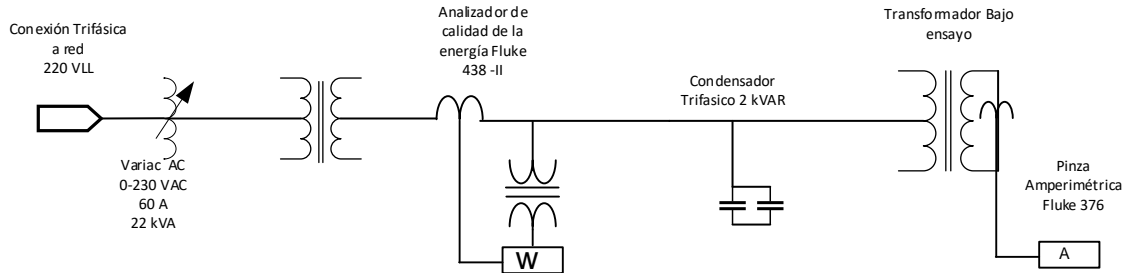 Conexión Trifásica
a red
220 VLL
Variac AC
0-230 VAC
60 A
22 kVA
Analizador de
calidad de la
energía Fluke
438 -II
W
Condensador
Trifasico 2 kVAR
Transformador Bajo
ensayo
Pinza
Amperimétrica
Fluke 376
A